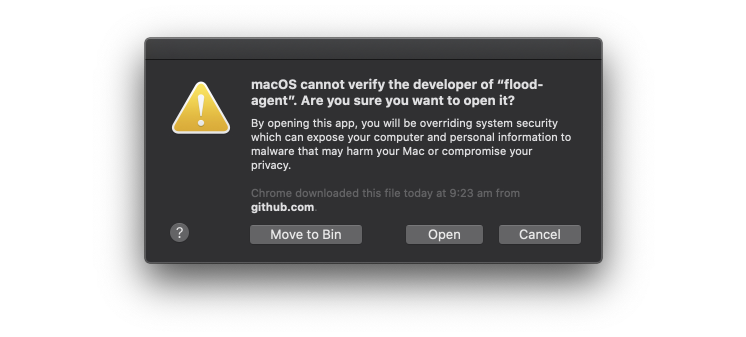 macOS cannot verify the developer of “flood-
agent”. Are you sure you want to open it?
By opening this app, you will be overriding system security
which can expose your computer and personal information to
malware that may harm your Mac or compromise your
privacy.
Chrome downloaded this file today at 9:23 am from
github.com.
?
Move to Bin
Open
Cancel